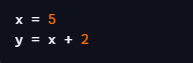 x = 5
y = x + 2